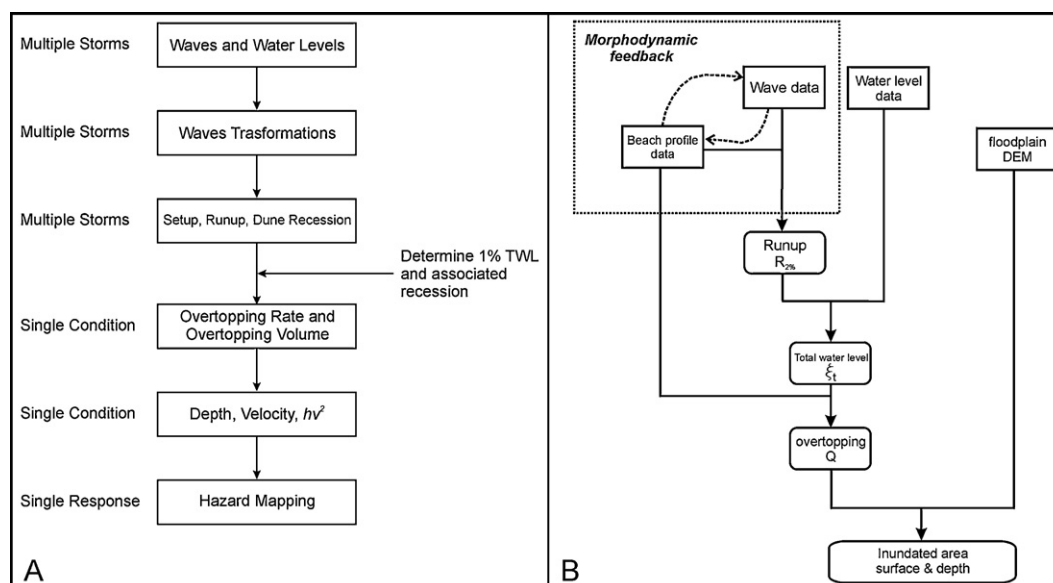 Multiple Storms
Waves and Water Levels
Multiple Storms
Waves Trasformations
Multiple Storms
Setup, Runup, Dune Recession
Determine 1% TWL
and associated
recession
Single Condition
Overtopping Rate and
Overtopping Volume
Single Condition
Depth, Velocity, hv²
Single Response
Hazard Mapping
A
Morphodynamic
feedback
Wave data
Water level
data
Beach profile
data
floodplain
DEM
Runup
R2%
Total water level
ξt
overtopping
Q
Inundated area
surface & depth
B